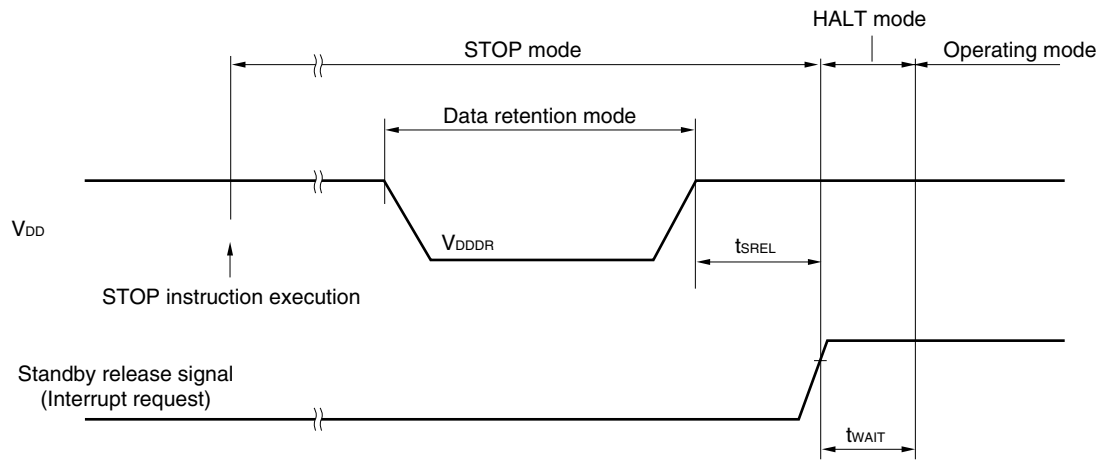 HALT mode
STOP mode
Operating mode
Data retention mode
VDD
VDDDR
tSREL
STOP instruction execution
Standby release signal
(Interrupt request)
tWAIT